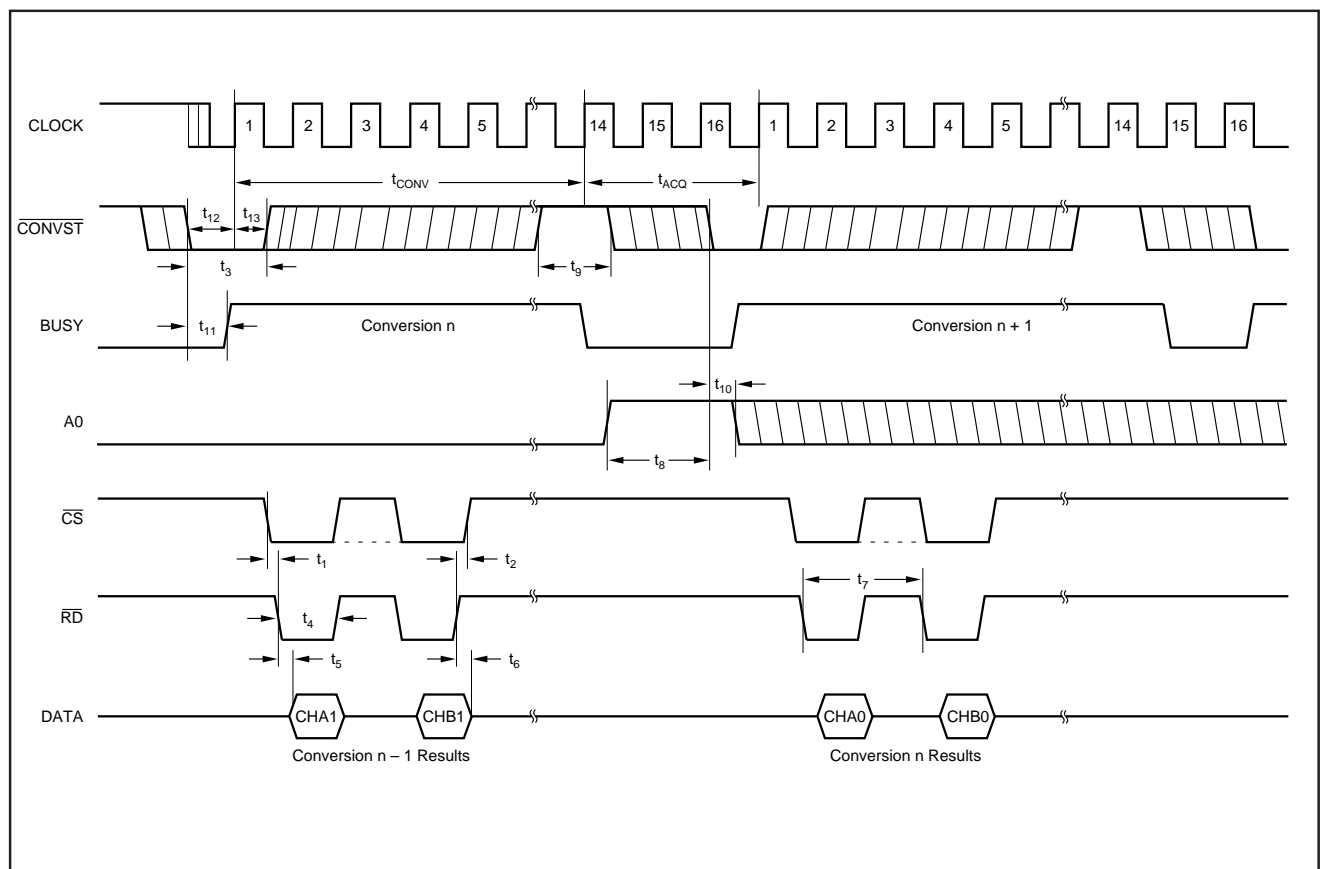 CLOCK 1 2 3 4 5 14 15 16 1 2 3 4 5 14 15 16
tCONV tACQ
CONVST t12 t13
t3 t9
BUSY t11 Conversion n Conversion n + 1
t10
A0
t8
CS
t1 t2 t7
RD t4
t5 t6
DATA CHA1 CHB1 CHA0 CHB0
Conversion n – 1 Results Conversion n Results